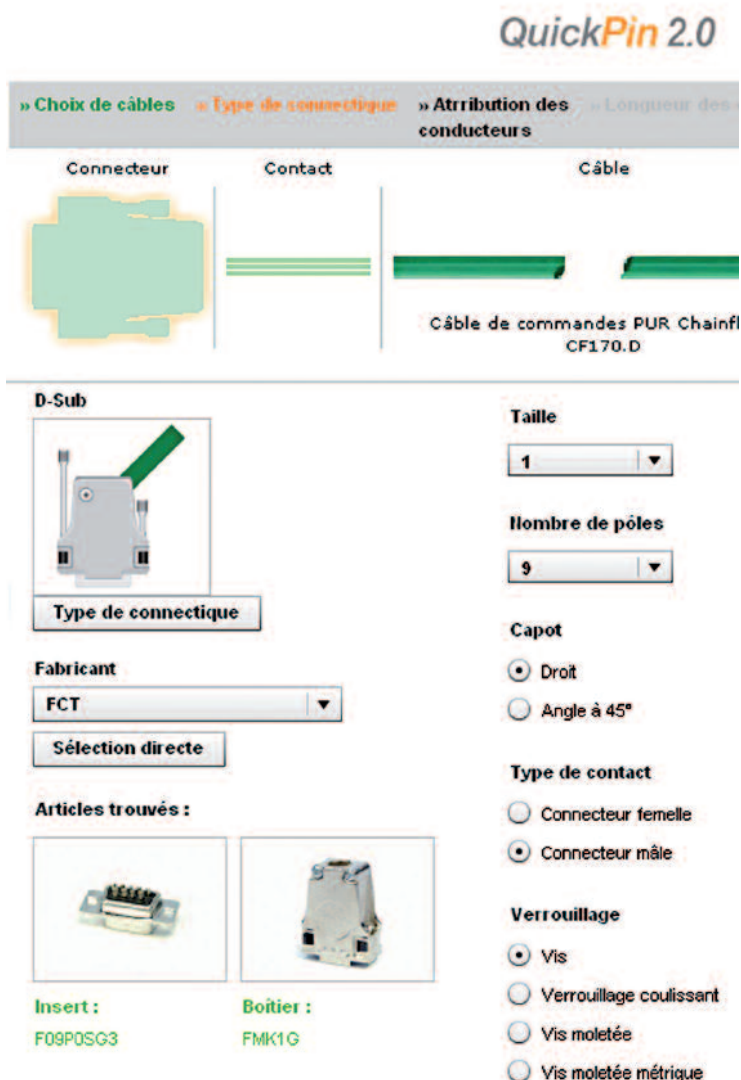 QuickPin 2.0
» Choix de câbles » Type de connectique » Atrribution des » Longueur des
conducteurs
Connecteur Contact Câble
Câble de commandes PUR
CF170.D
D-Sub
Type de connectique
Fabricant
FCT
Sélection directe
Articles trouvés :
Insert :
F09P0SG3
Boîtier :
FMK1G
Taille
1
Nombre de pôles
9
Capot
Droit
Angle à 45°
Type de contact
Connecteur femelle
Connecteur mâle
Verrouillage
Vis
Verrouillage coulissant
Vis moletée
Vis moletée métrique